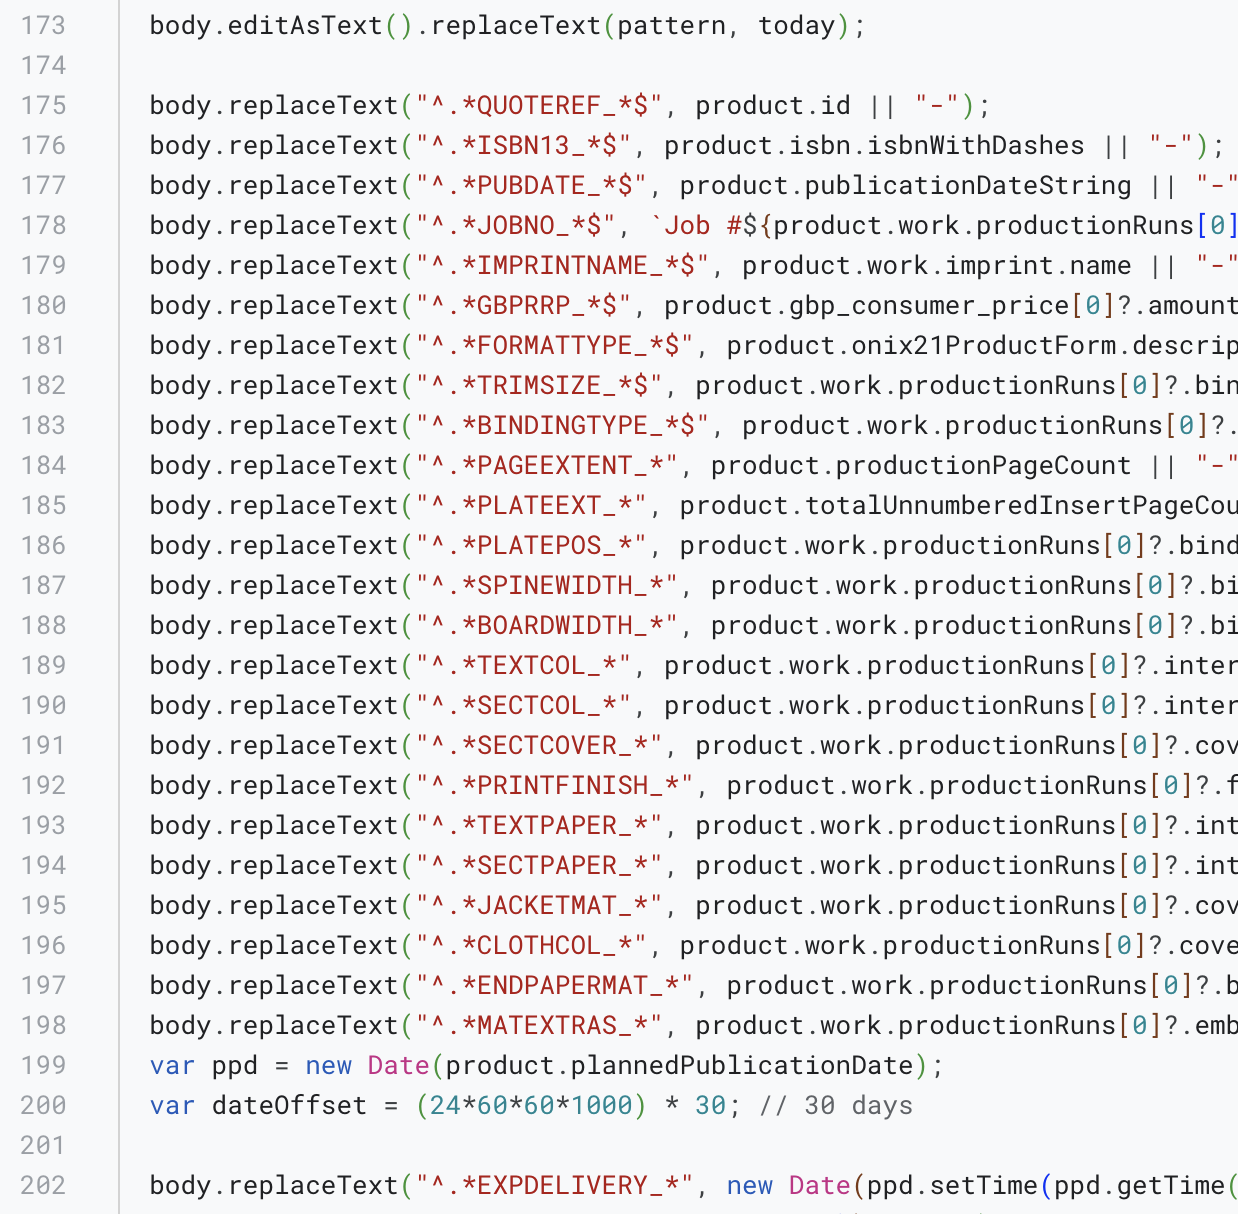 173 body.editAsText().replaceText(pattern, today);
174
175 body.replaceText("^.*QUOTEREF_*$", product.id || "-");
176 body.replaceText("^.*ISBN13_*$", product.isbn.isbnWithDashes || "-");
177 body.replaceText("^.*PUBDATE_*$", product.publicationDateString || "-"
178 body.replaceText("^.*JOBNO_*$", `Job #${product.work.productionRuns[0]
179 body.replaceText("^.*IMPRINTNAME_*$", product.work.imprint.name || "-"
180 body.replaceText("^.*GBPRRP_*$", product.gbp_consumer_price[0]?.amount
181 body.replaceText("^.*FORMATTYPE_*$", product.onix21ProductForm.descrip
182 body.replaceText("^.*TRIMSIZE_*$", product.work.productionRuns[0]?.bin
183 body.replaceText("^.*BINDINGTYPE_*$", product.work.productionRuns[0]?.
184 body.replaceText("^.*PAGEEXTENT_*", product.productionPageCount || "-"
185 body.replaceText("^.*PLATEEXT_*", product.totalUnnumberedInsertPageCou
186 body.replaceText("^.*PLATEPOS_*", product.work.productionRuns[0]?.bind
187 body.replaceText("^.*SPINEWIDTH_*", product.work.productionRuns[0]?.bi
188 body.replaceText("^.*BOARDWIDTH_*", product.work.productionRuns[0]?.bi
189 body.replaceText("^.*TEXTCOL_*", product.work.productionRuns[0]?.inter
190 body.replaceText("^.*SECTCOL_*", product.work.productionRuns[0]?.inter
191 body.replaceText("^.*SECTCOVER_*", product.work.productionRuns[0]?.cov
192 body.replaceText("^.*PRINTFINISH_*", product.work.productionRuns[0]?.f
193 body.replaceText("^.*TEXTPAPER_*", product.work.productionRuns[0]?.int
194 body.replaceText("^.*SECTPAPER_*", product.work.productionRuns[0]?.int
195 body.replaceText("^.*JACKETMAT_*", product.work.productionRuns[0]?.cov
196 body.replaceText("^.*CLOTHCOL_*", product.work.productionRuns[0]?.cove
197 body.replaceText("^.*ENDPAPERMAT_*", product.work.productionRuns[0]?.b
198 body.replaceText("^.*MATEXTRAS_*", product.work.productionRuns[0]?.emb
199 var ppd = new Date(product.plannedPublicationDate);
200 var dateOffset = (24*60*60*1000) * 30; // 30 days
201
202 body.replaceText("^.*EXPDELIVERY_*", new Date(ppd.setTime(ppd.getTime(